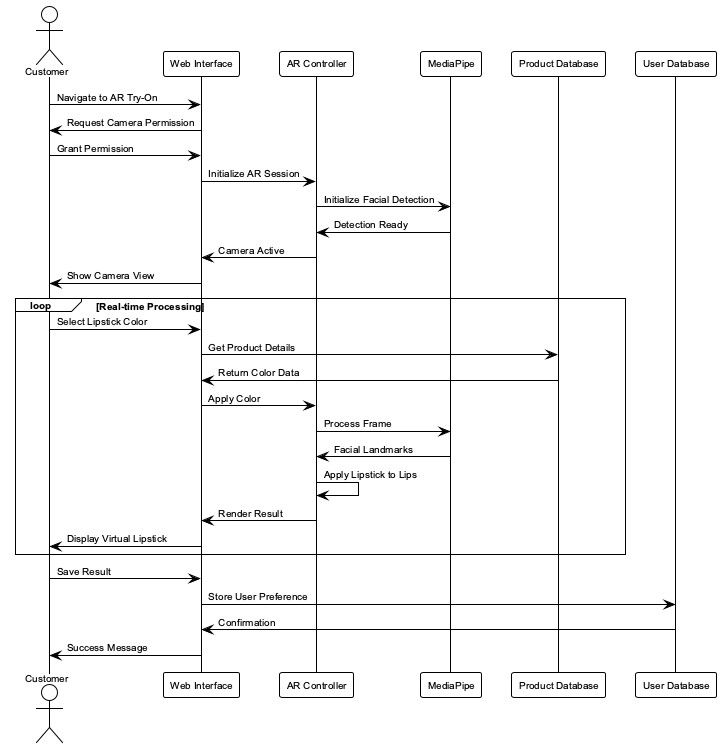 Customer
Web Interface
AR Controller
MediaPipe
Product Database
User Database
Navigate to AR Try-On
Request Camera Permission
Grant Permission
Initialize AR Session
Initialize Facial Detection
Detection Ready
Camera Active
Show Camera View
loop
[Real-time Processing]
Select Lipstick Color
Get Product Details
Return Color Data
Apply Color
Process Frame
Facial Landmarks
Apply Lipstick to Lips
Render Result
Display Virtual Lipstick
Save Result
Store User Preference
Confirmation
Success Message
Customer
Web Interface
AR Controller
MediaPipe
Product Database
User Database